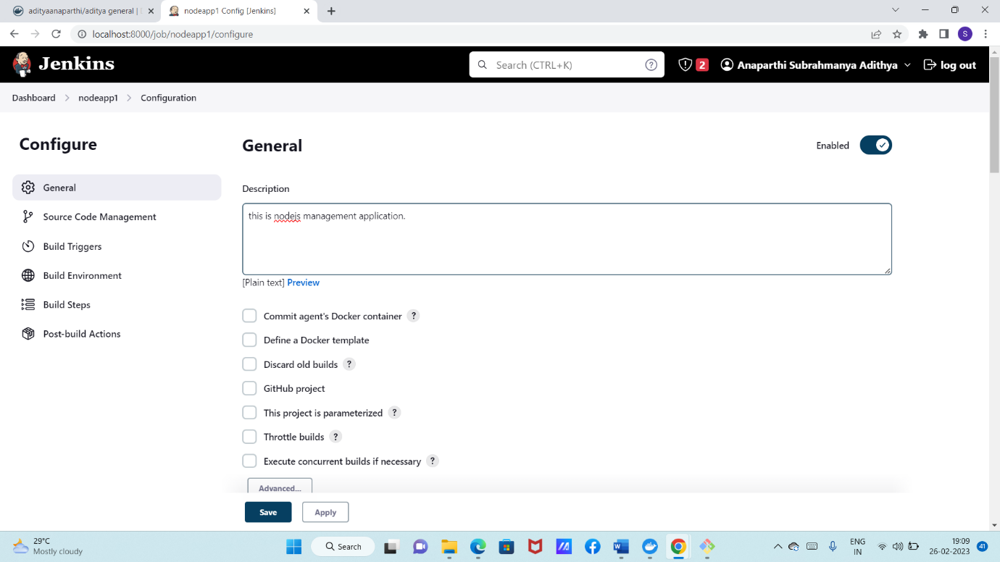 adityaanaparthi/aditya general |
nodeapp1 Config [Jenkins]
localhost:8000/job/nodeapp1/configure
S
Jenkins
Search (CTRL+K)
?
2
Anaparthi Subrahmanya Adithya
log out
Dashboard
nodeapp1
Configuration
Configure
General
Enabled
General
Source Code Management
Build Triggers
Build Environment
Build Steps
Post-build Actions
Description
this is nodejs management application.
[Plain text] Preview
Commit agent's Docker container ?
Define a Docker template
Discard old builds ?
GitHub project
This project is parameterized ?
Throttle builds ?
Execute concurrent builds if necessary ?
Advanced...
Save
Apply
29°C
Mostly cloudy
Search
W
ENG
IN
19:09
26-02-2023
41